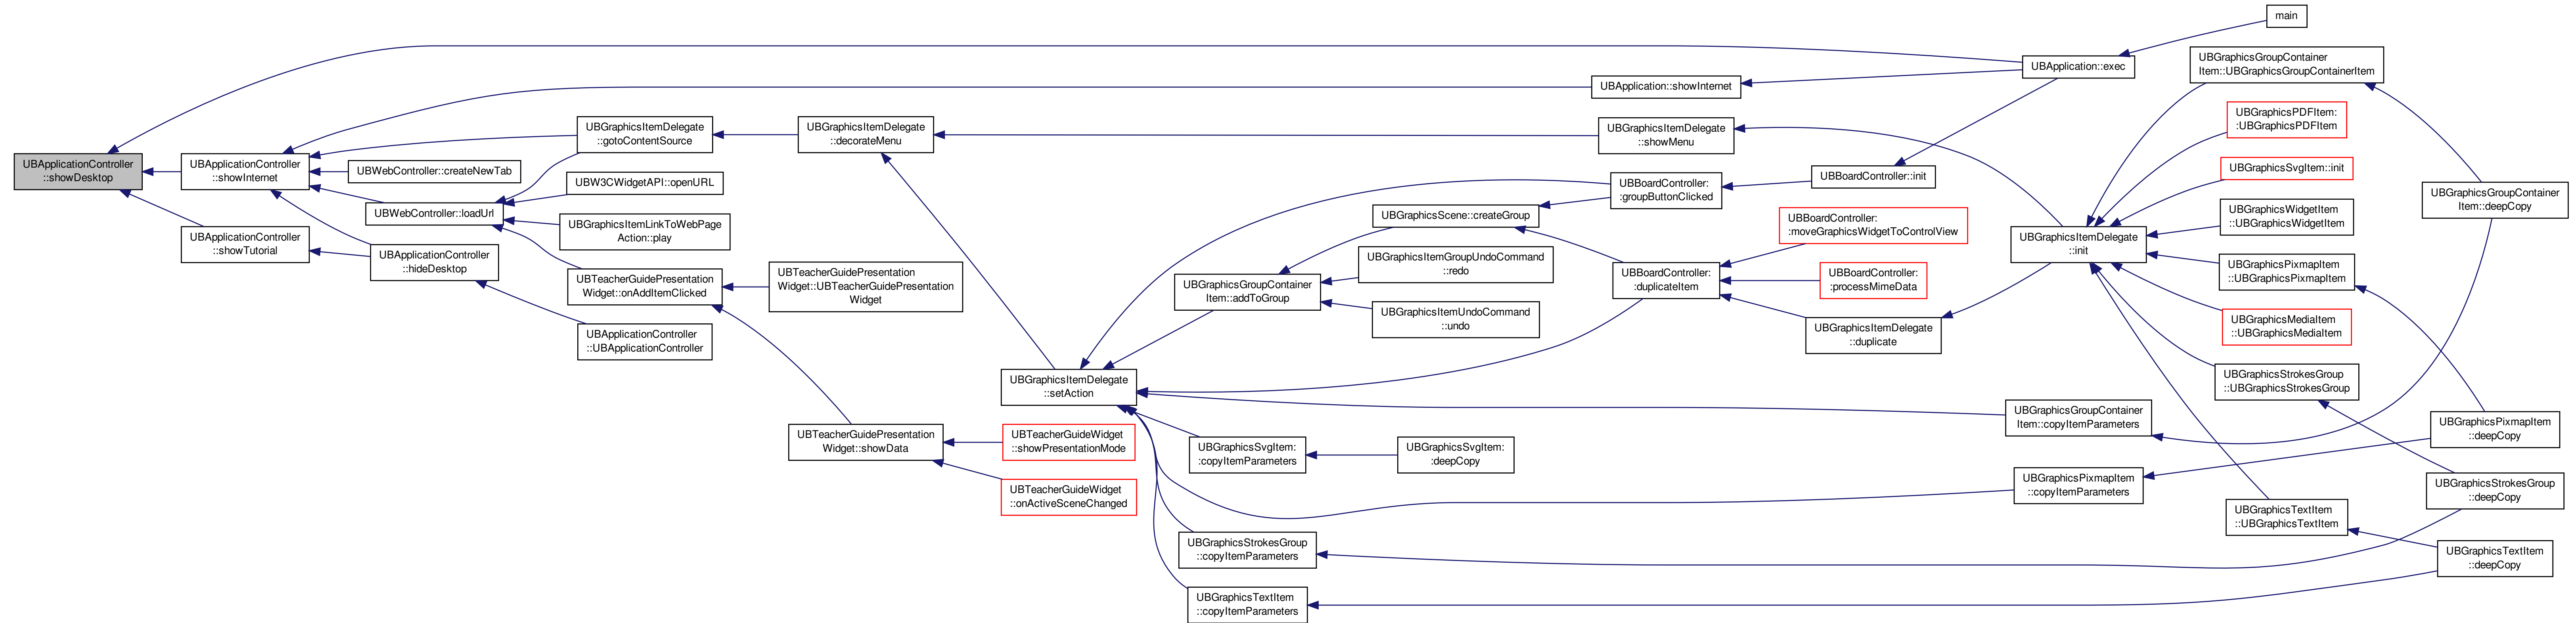 UBApplicationController
::showDesktop
UBApplicationController
::showInternet
UBApplicationController
::showTutorial
UBGraphicsItemDelegate
::gotoContentSource
UBWebController::createNewTab
UBWebController::loadUrl
UBApplicationController
::hideDesktop
UBW3CWidgetAPI::openURL
UBGraphicsItemLinkToWebPage
Action::play
UBTeacherGuidePresentation
Widget::onAddItemClicked
UBApplicationController
::UBApplicationController
UBGraphicsItemDelegate
::decorateMenu
UBTeacherGuidePresentation
Widget::UBTeacherGuidePresentation
Widget
UBTeacherGuidePresentation
Widget::showData
UBGraphicsItemDelegate
::setAction
UBTeacherGuideWidget
::showPresentationMode
UBTeacherGuideWidget
::onActiveSceneChanged
UBGraphicsGroupContainer
Item::addToGroup
UBGraphicsSvgItem:
:copyItemParameters
UBGraphicsStrokesGroup
::copyItemParameters
UBGraphicsTextItem
::copyItemParameters
UBGraphicsScene::createGroup
UBGraphicsItemGroupUndoCommand
::redo
UBGraphicsItemUndoCommand
::undo
UBGraphicsSvgItem:
:deepCopy
UBApplication::showInternet
UBGraphicsItemDelegate
::showMenu
UBBoardController:
:groupButtonClicked
UBBoardController:
:duplicateItem
UBBoardController::init
UBBoardController:
:moveGraphicsWidgetToControlView
UBBoardController:
:processMimeData
UBGraphicsItemDelegate
::duplicate
UBApplication::exec
UBGraphicsItemDelegate
::init
UBGraphicsGroupContainer
Item::copyItemParameters
UBGraphicsPixmapItem
::copyItemParameters
main
UBGraphicsGroupContainer
Item::UBGraphicsGroupContainerItem
UBGraphicsPDFItem:
:UBGraphicsPDFItem
UBGraphicsSvgItem::init
UBGraphicsWidgetItem
::UBGraphicsWidgetItem
UBGraphicsPixmapItem
::UBGraphicsPixmapItem
UBGraphicsMediaItem
::UBGraphicsMediaItem
UBGraphicsStrokesGroup
::UBGraphicsStrokesGroup
UBGraphicsTextItem
::UBGraphicsTextItem
UBGraphicsGroupContainer
Item::deepCopy
UBGraphicsPixmapItem
::deepCopy
UBGraphicsStrokesGroup
::deepCopy
UBGraphicsTextItem
::deepCopy